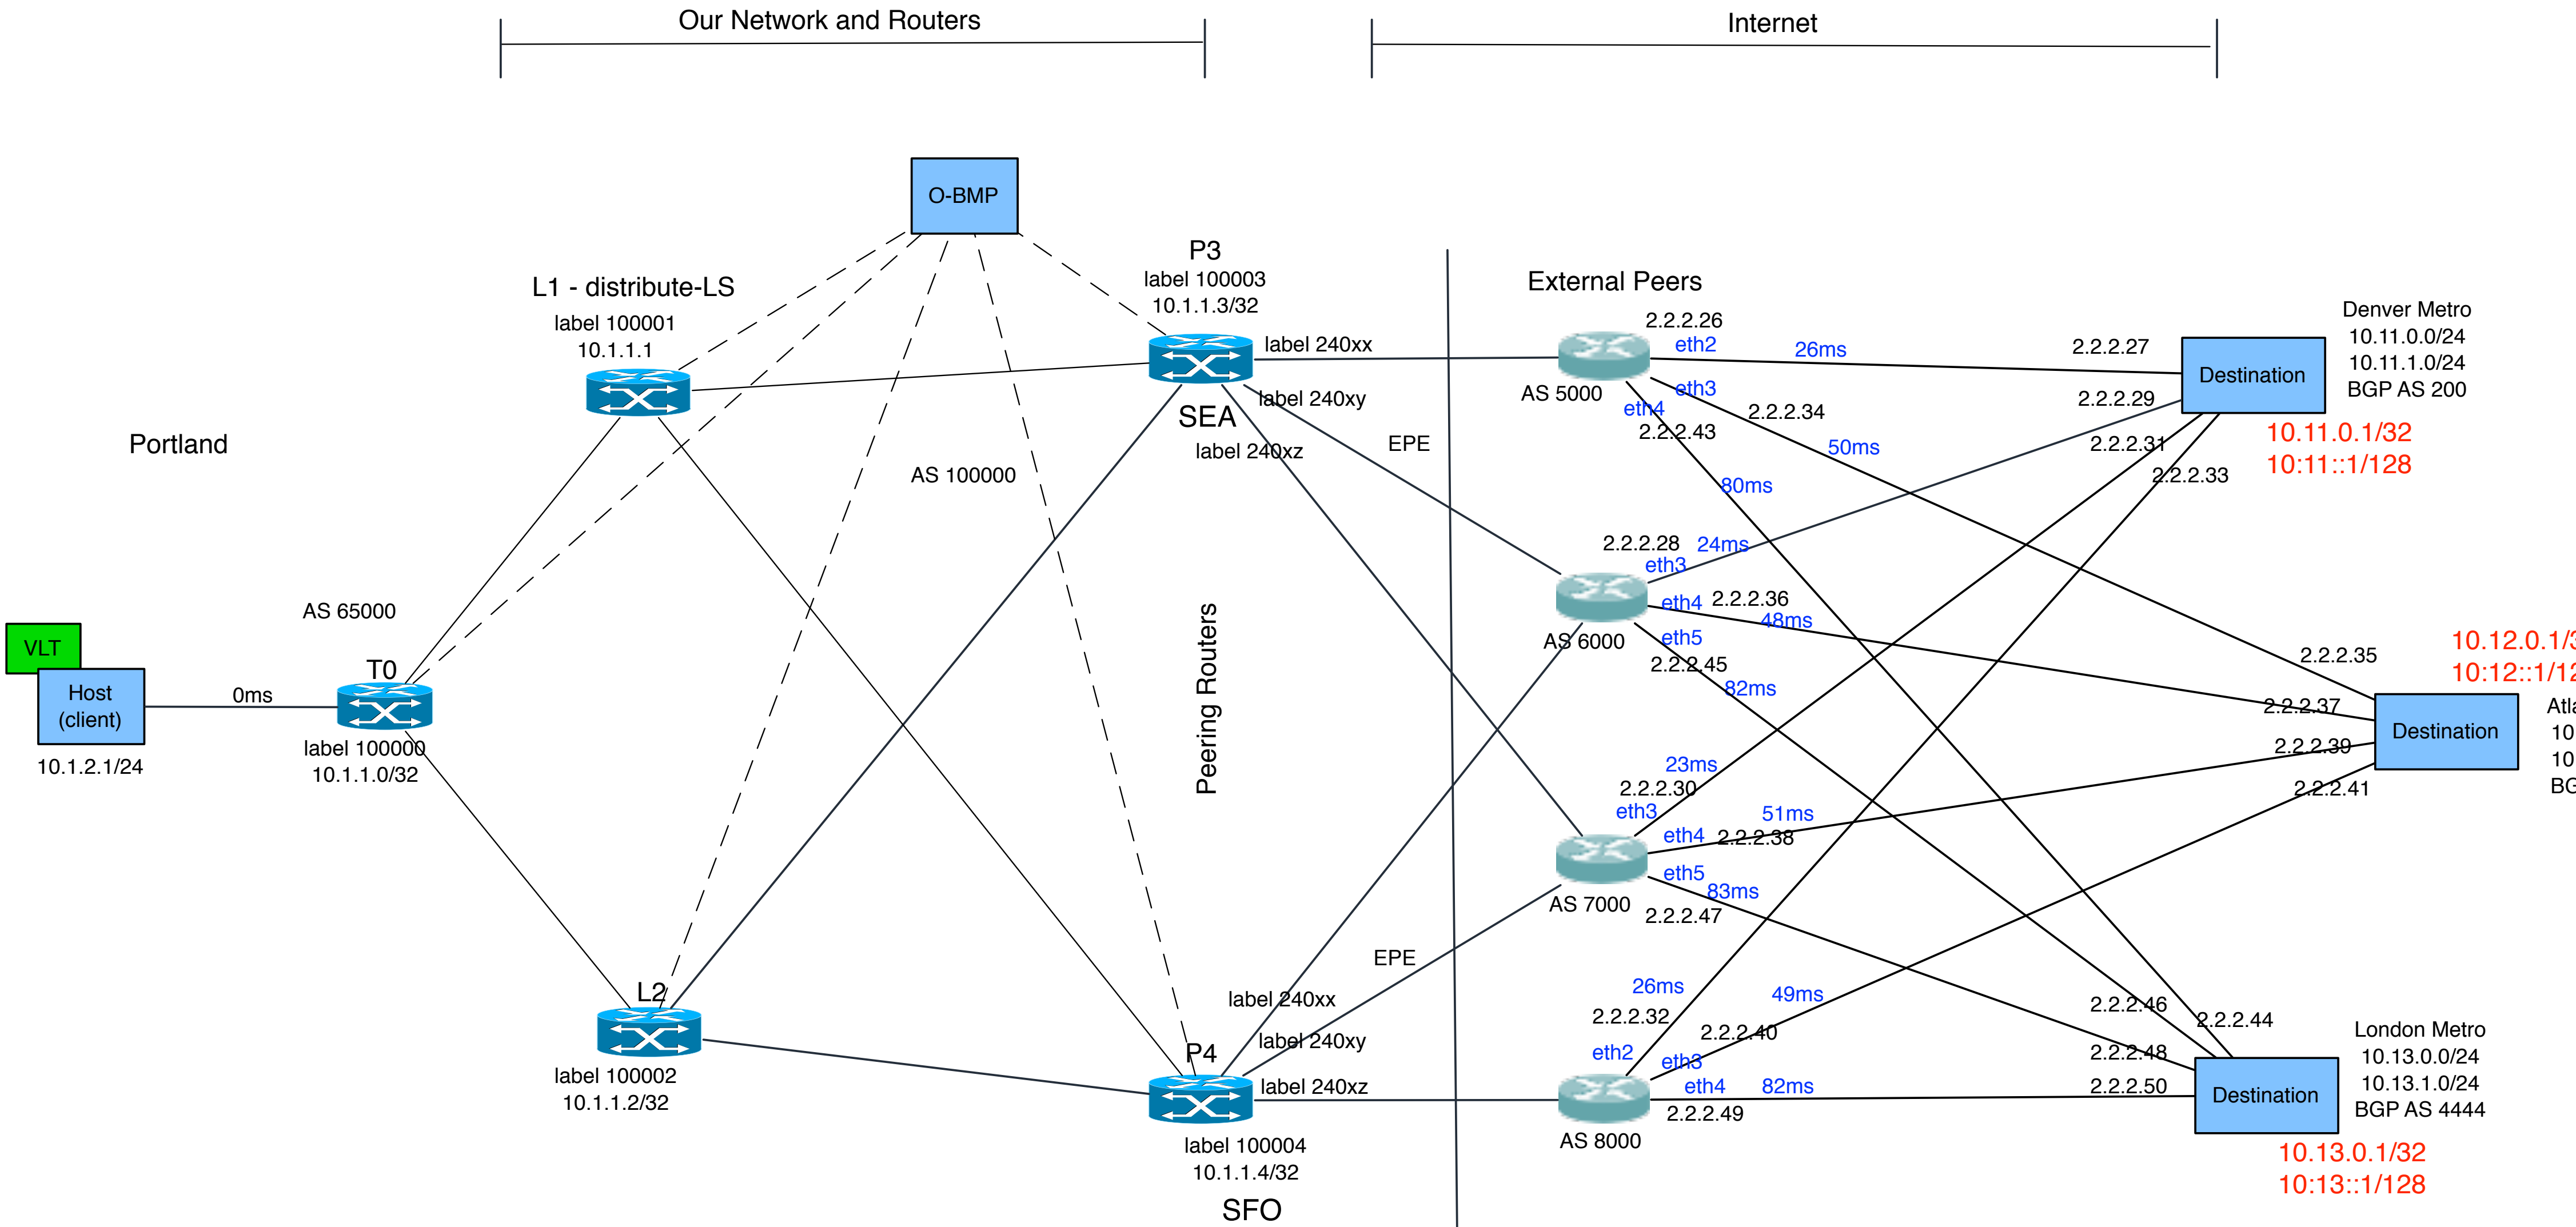 Our Network and Routers
Internet
O-BMP
P3
label 100003
10.1.1.3/32
L1 - distribute-LS
label 100001
10.1.1.1
External Peers
2.2.2.26
eth2
26ms
2.2.2.27
Destination
Denver Metro
10.11.0.0/24
10.11.1.0/24
BGP AS 200
10.11.0.1/32
10:11::1/128
label 240xx
label 240xy
label 240xz
SEA
EPE
AS 5000
eth3
eth4
2.2.2.34
2.2.2.43
50ms
80ms
2.2.2.29
2.2.2.31
2.2.2.33
Portland
AS 100000
AS 65000
VLT
Host
(client)
10.1.2.1/24
0ms
T0
label 100000
10.1.1.0/32
Peering Routers
2.2.2.28
24ms
eth3
eth4
2.2.2.36
48ms
AS 6000
eth5
2.2.2.45
82ms
2.2.2.35
2.2.2.37
2.2.2.39
2.2.2.41
Destination
10.12.0.1/3
10:12::1/12
Atla
10
10
BG
23ms
2.2.2.30
eth3
51ms
eth4
2.2.2.38
eth5
83ms
AS 7000
2.2.2.47
EPE
L2
label 100002
10.1.1.2/32
label 240xx
label 240xy
P4
label 240xz
label 100004
10.1.1.4/32
SFO
26ms
49ms
2.2.2.32
2.2.2.40
eth2
eth3
eth4
82ms
2.2.2.49
AS 8000
2.2.2.46
2.2.2.44
2.2.2.48
2.2.2.50
Destination
London Metro
10.13.0.0/24
10.13.1.0/24
BGP AS 4444
10.13.0.1/32
10:13::1/128